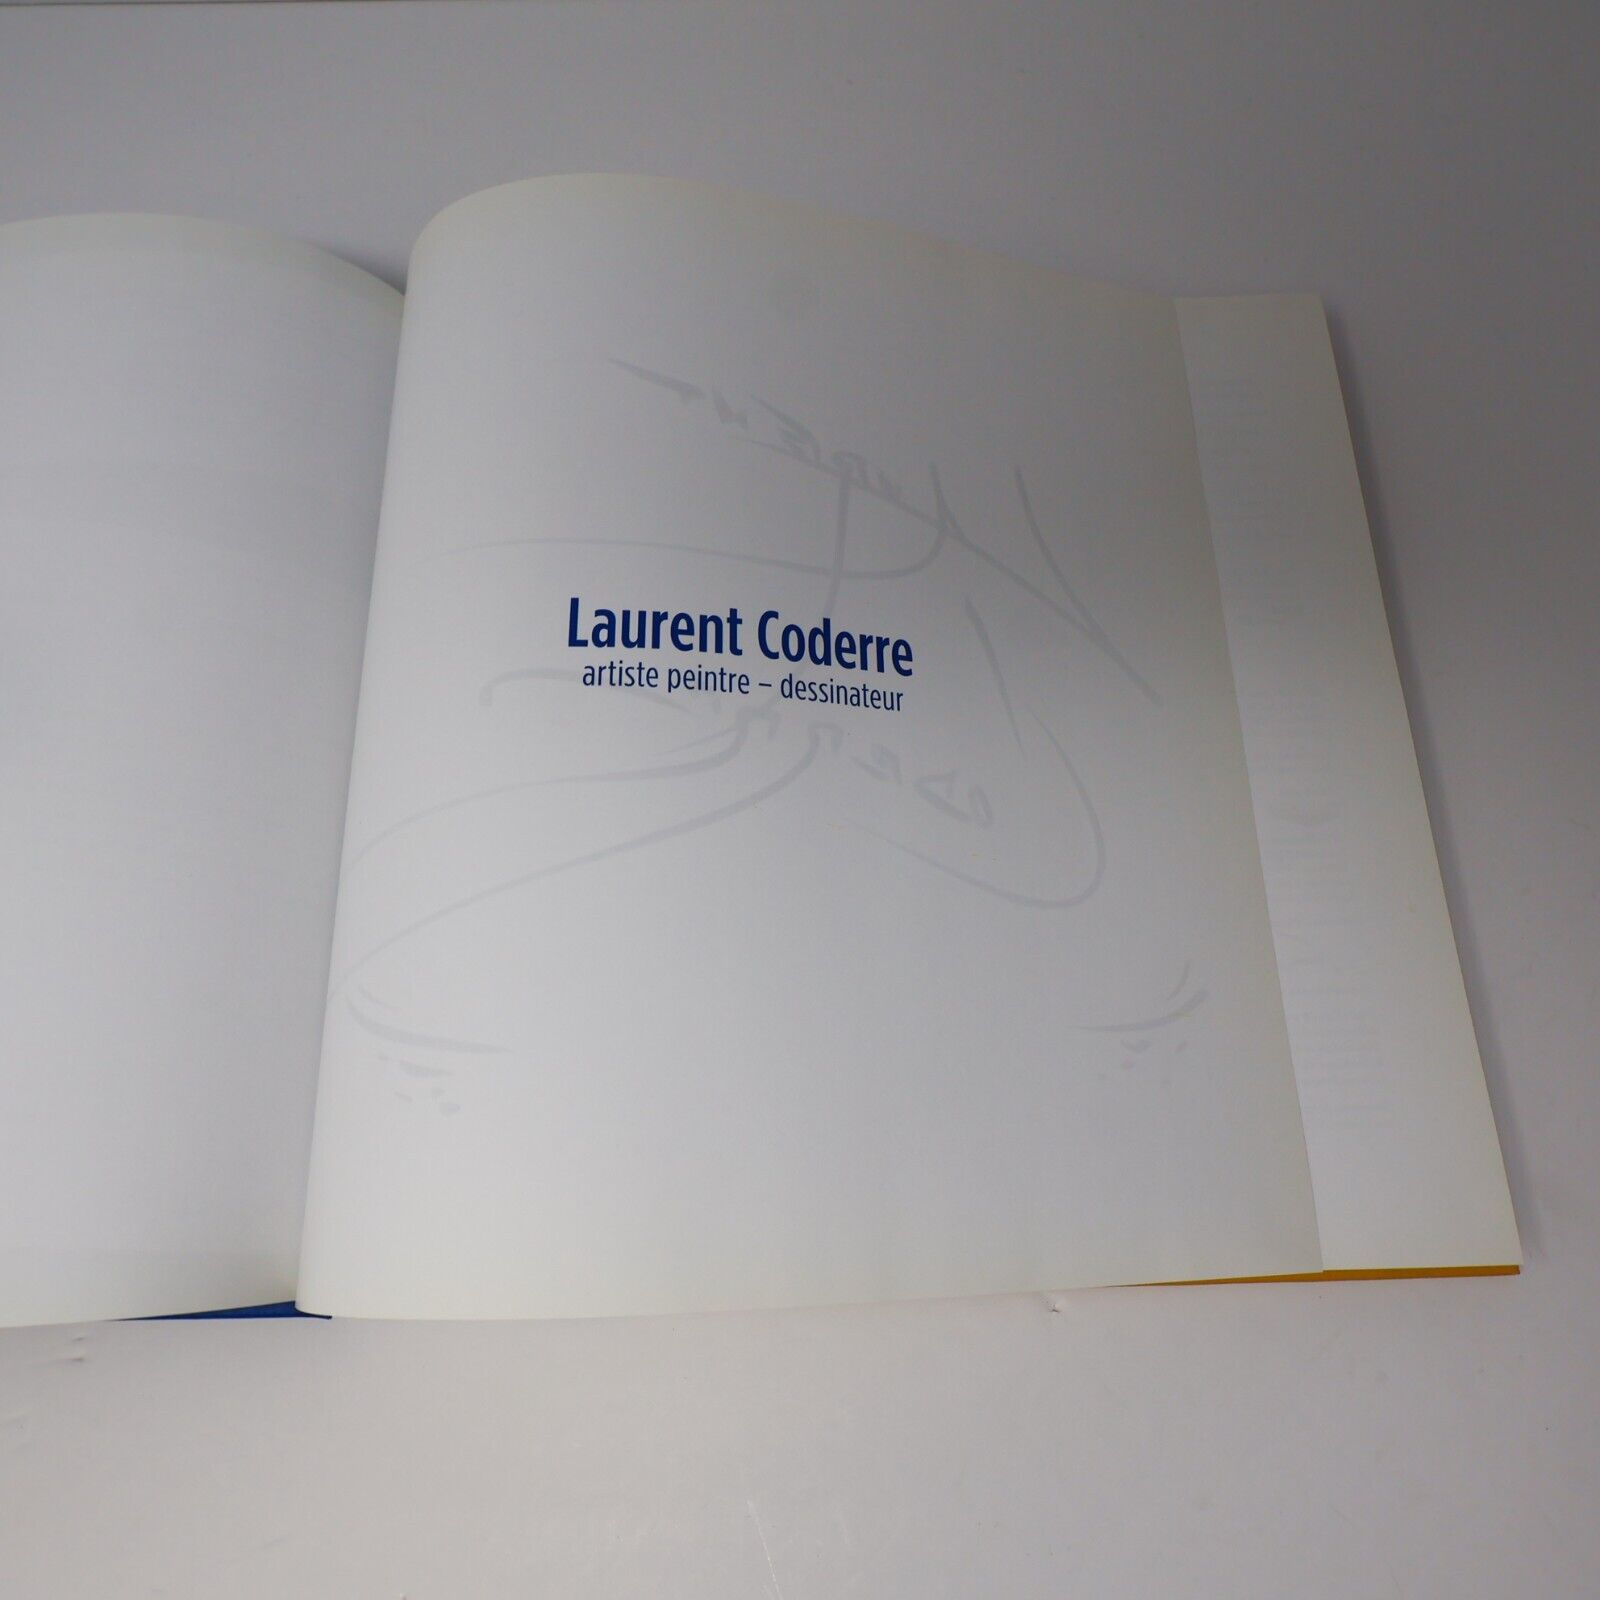 Laurent Coderre
artiste peintre – dessinateur